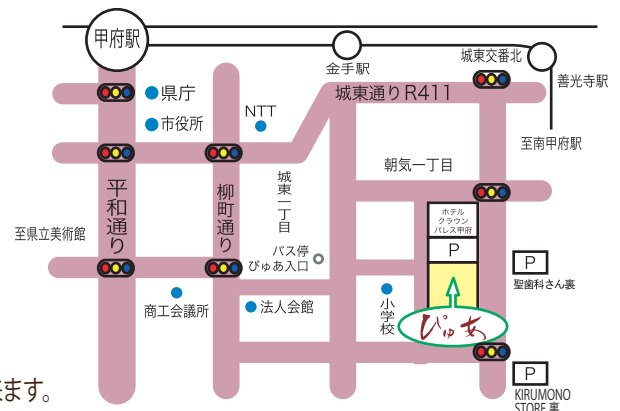 甲府駅
金手駅
城東交番北
善光寺駅
県庁
城東通りR411
市役所
NTT
至南甲府駅
朝気一丁目
平和通り
柳町通り
城東一丁目
ホテル
クラウン
パレス甲府
至県立美術館
バス停
ぴゅあ入口
P
P
聖歯科さん裏
商工会議所
法人会館
小学校
ぴゅあ
P
KIRUMONO
STORE 裏
ます。